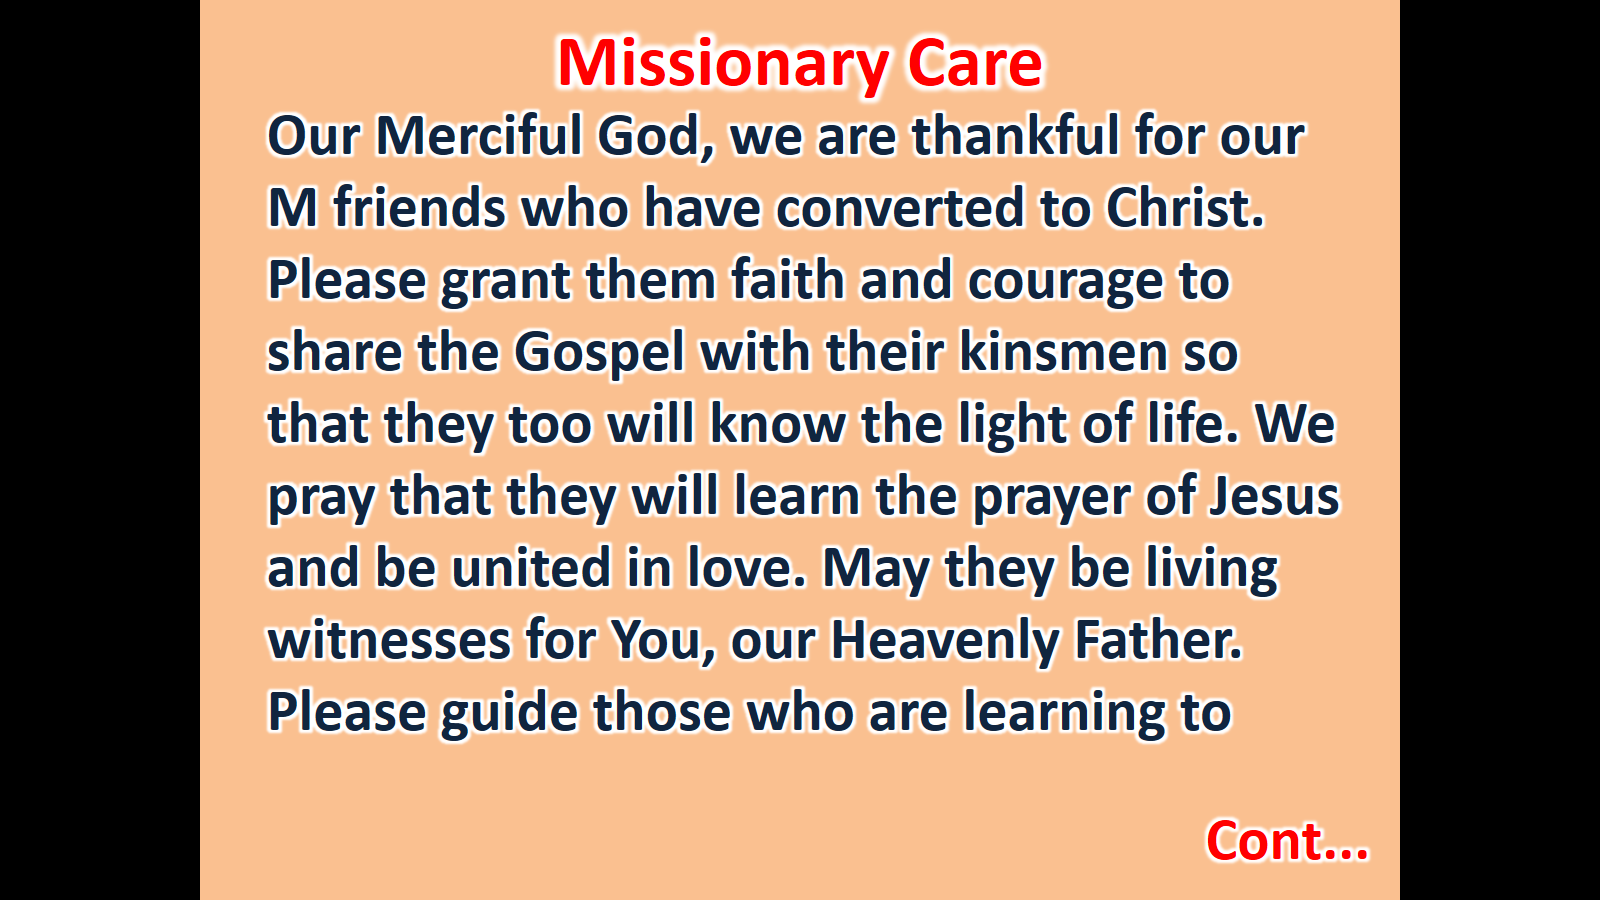 Missionary Care
Our Merciful God, we are thankful for our
M friends who have converted to Christ.
Please grant them faith and courage to
share the Gospel with their kinsmen so
that they too will know the light of life. We
pray that they will learn the prayer of Jesus
and be united in love. May they be living
witnesses for You, our Heavenly Father.
Please guide those who are learning to
Cont...